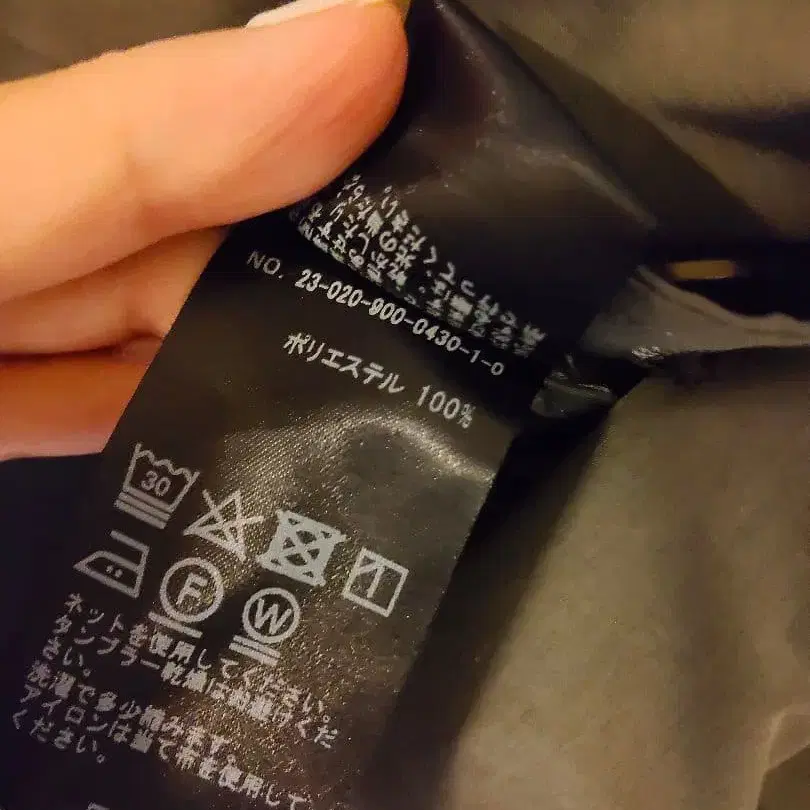 NO. 23-020-900-0430-1-0
ポリエステル 100%
30
F
W
ネットを使用してください。
タンブラー乾燥はお避けくだ
さい。
洗濯で多少縮みます。
アイロンは当て布を使用して
ください。